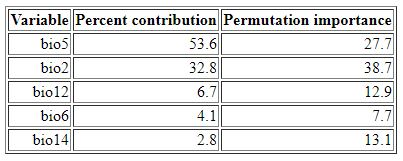 Variable Percent contribution Permutation importance
bio5 53.6 27.7
bio2 32.8 38.7
bio12 6.7 12.9
bio6 4.1 7.7
bio14 2.8 13.1